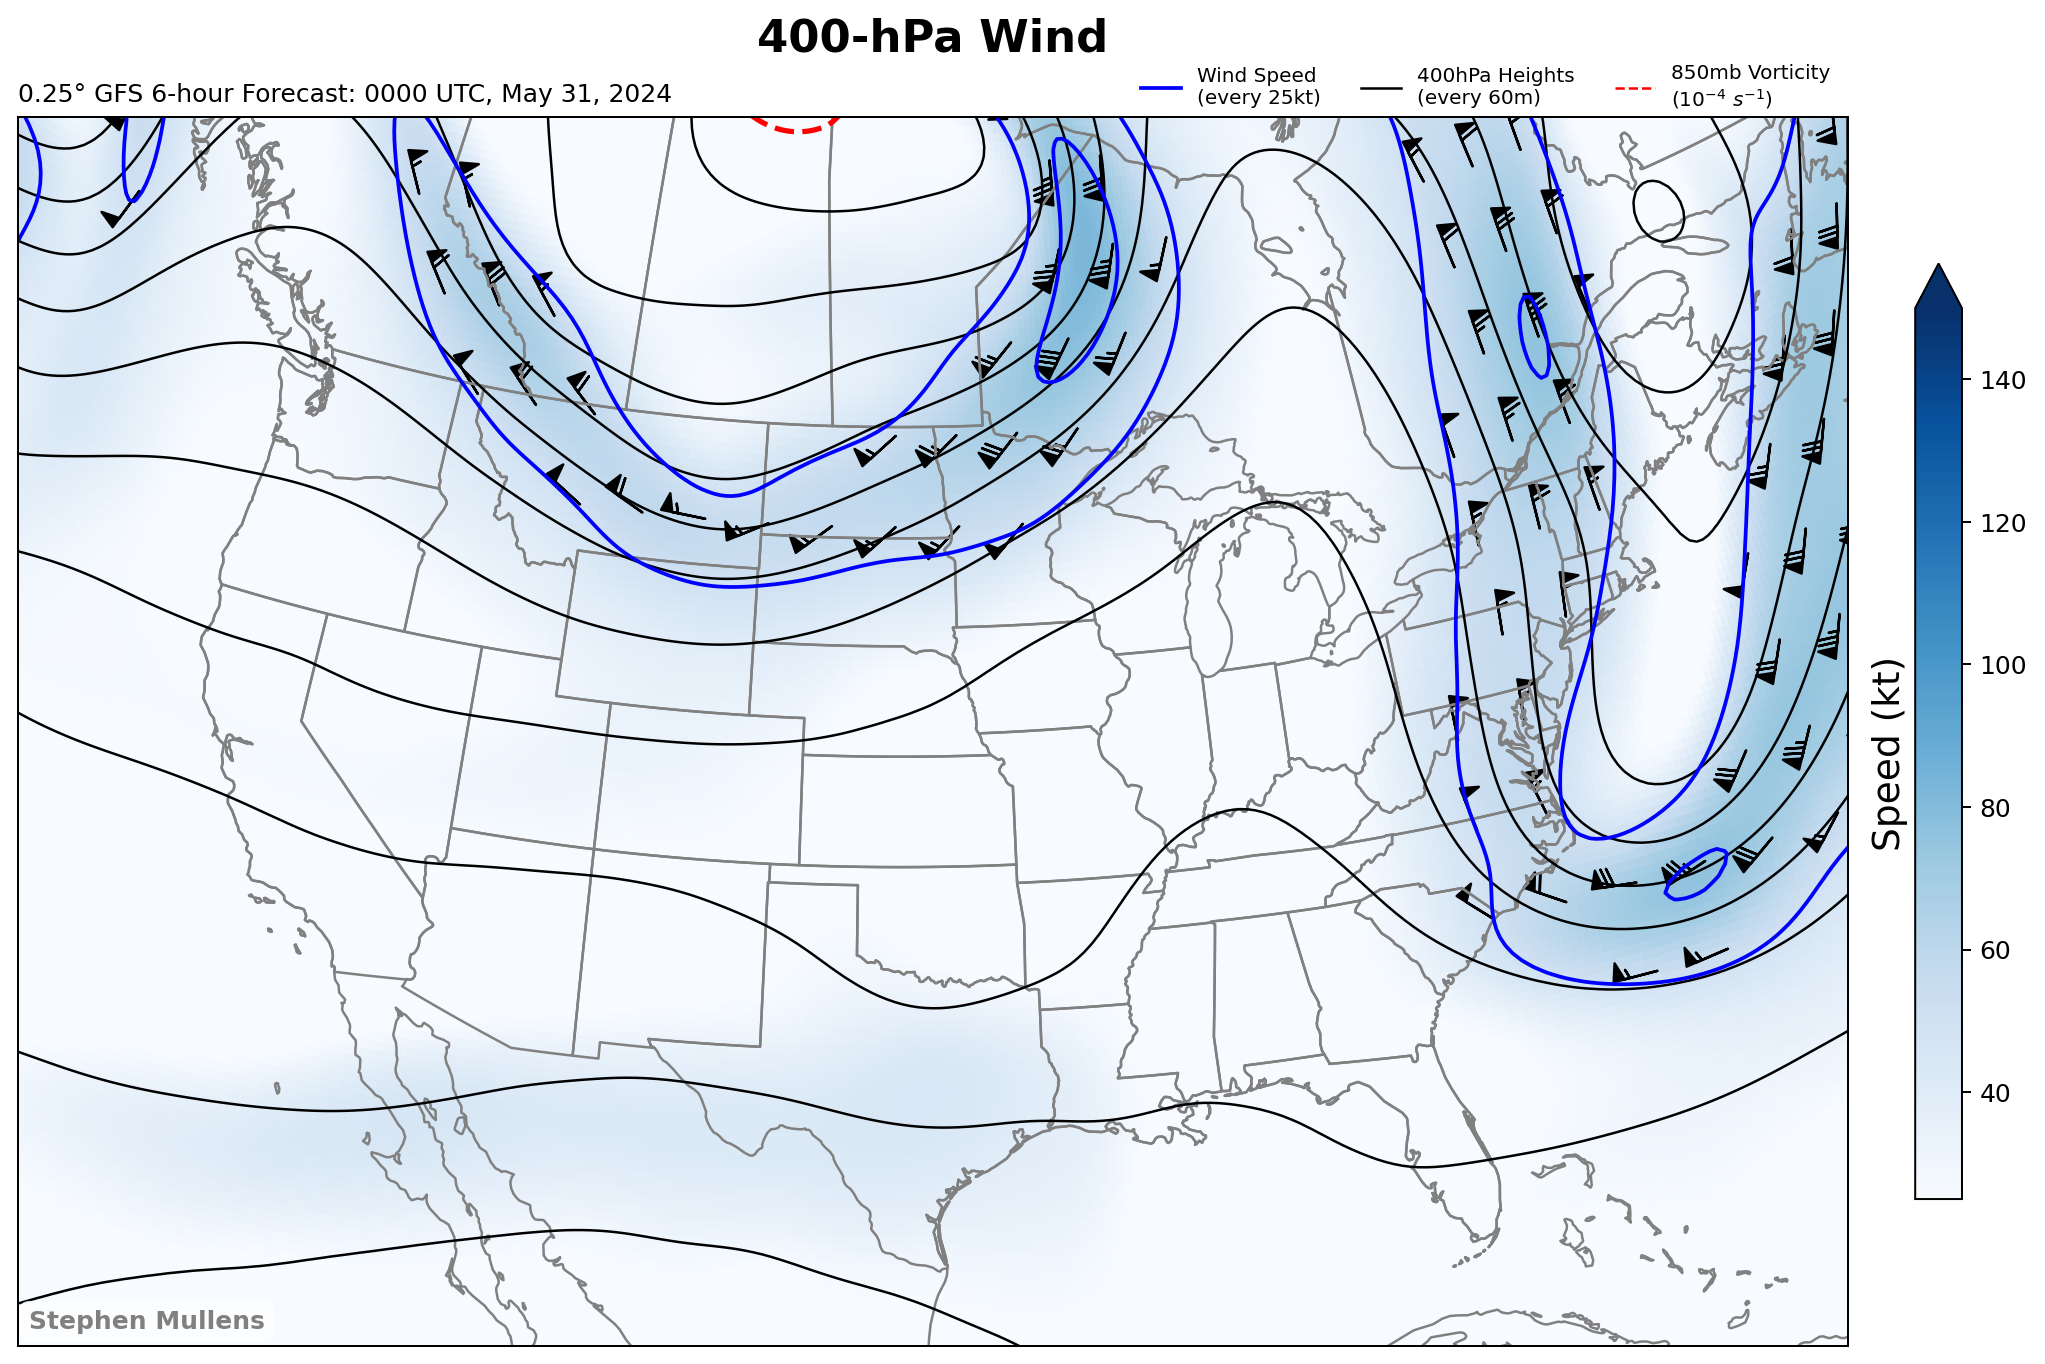 400-hPa Wind
0.25° GFS 6-hour Forecast: 0000 UTC, May 31, 2024
Wind Speed
(every 25kt)
400hPa Heights
(every 60m)
850mb Vorticity
(10⁻⁴ s⁻¹)
140
120
100
80
60
40
Speed (kt)
Stephen Mullens